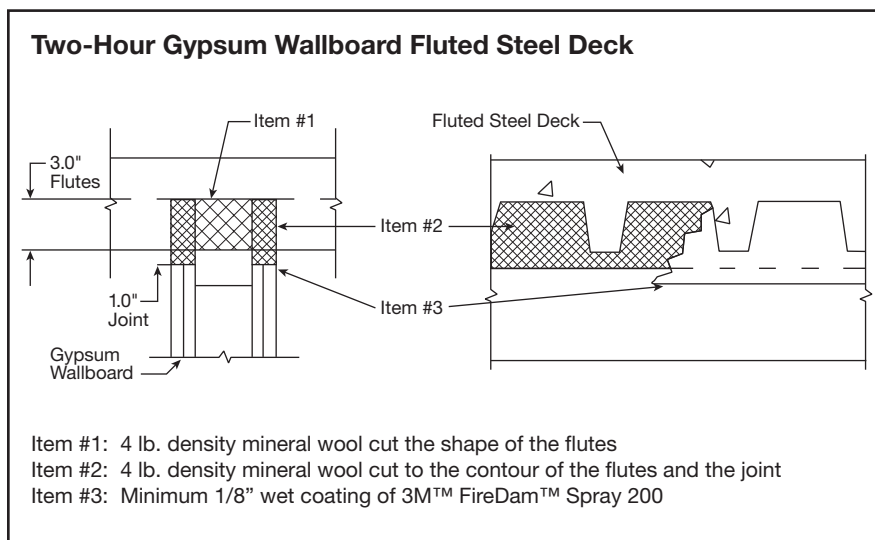 Two-Hour Gypsum Wallboard Fluted Steel Deck
Item #1
Fluted Steel Deck
3.0"
Flutes
Item #2
1.0"
Joint
Item #3
Gypsum
Wallboard
Item #1: 4 lb. density mineral wool cut the shape of the flutes
Item #2: 4 lb. density mineral wool cut to the contour of the flutes and the joint
Item #3: Minimum 1/8” wet coating of 3M™ FireDam™ Spray 200